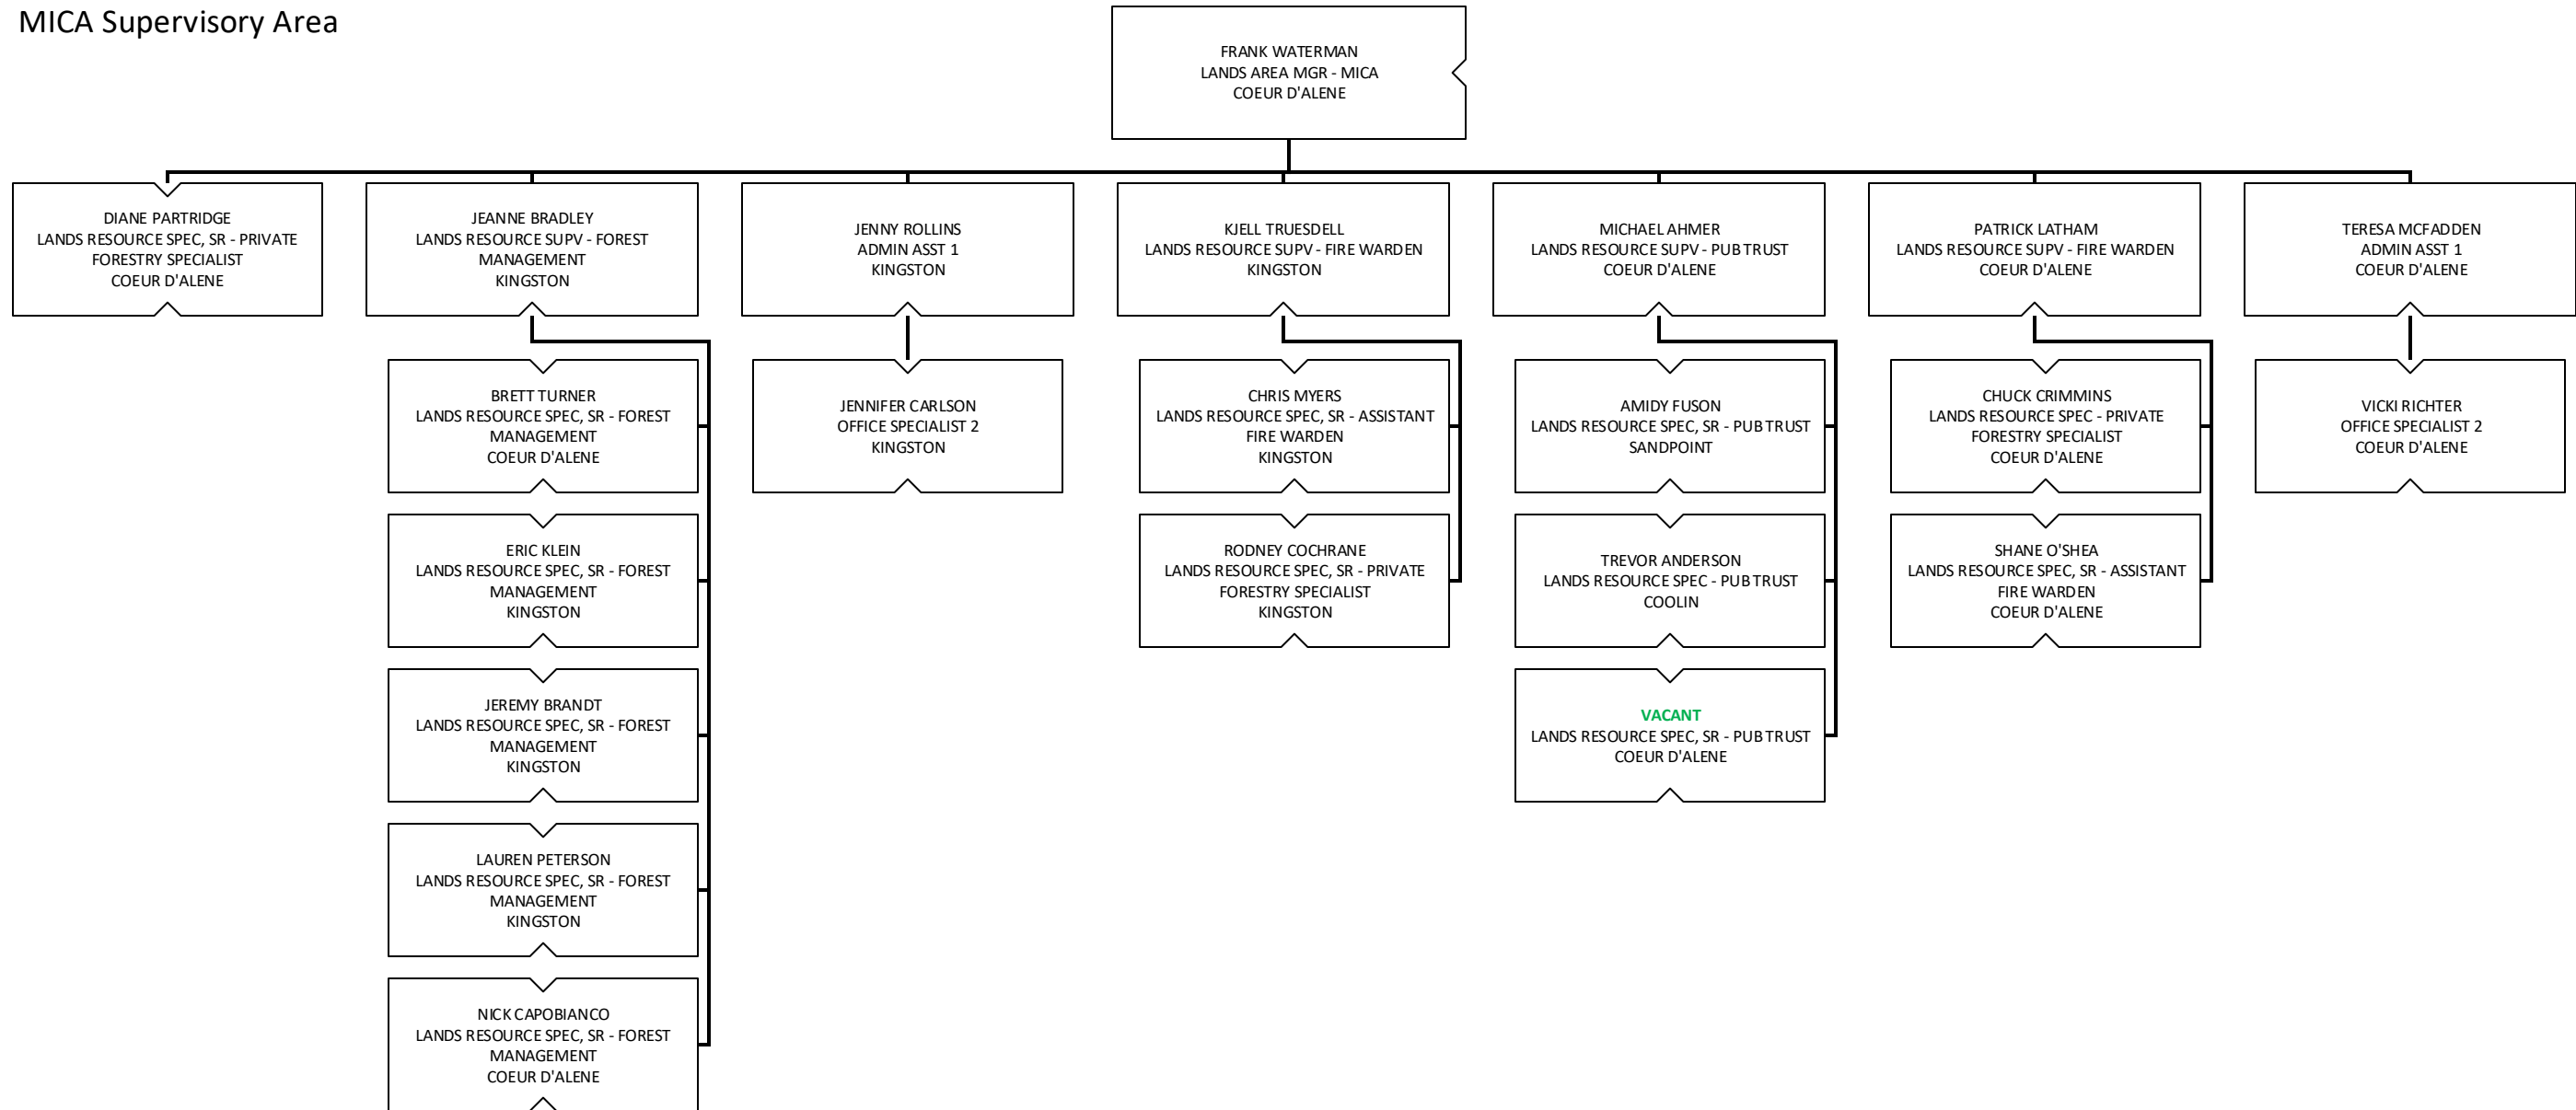 MICA Supervisory Area
FRANK WATERMAN
LANDS AREA MGR - MICA
COEUR D'ALENE
DIANE PARTRIDGE
LANDS RESOURCE SPEC, SR - PRIVATE
FORESTRY SPECIALIST
COEUR D'ALENE
JEANNE BRADLEY
LANDS RESOURCE SUPV - FOREST
MANAGEMENT
KINGSTON
JENNY ROLLINS
ADMIN ASST 1
KINGSTON
KJELL TRUESDELL
LANDS RESOURCE SUPV - FIRE WARDEN
KINGSTON
MICHAEL AHMER
LANDS RESOURCE SUPV - PUB TRUST
COEUR D'ALENE
PATRICK LATHAM
LANDS RESOURCE SUPV - FIRE WARDEN
COEUR D'ALENE
TERESA MCFADDEN
ADMIN ASST 1
COEUR D'ALENE
BRETT TURNER
LANDS RESOURCE SPEC, SR - FOREST
MANAGEMENT
COEUR D'ALENE
ERIC KLEIN
LANDS RESOURCE SPEC, SR - FOREST
MANAGEMENT
KINGSTON
JEREMY BRANDT
LANDS RESOURCE SPEC, SR - FOREST
MANAGEMENT
KINGSTON
LAUREN PETERSON
LANDS RESOURCE SPEC, SR - FOREST
MANAGEMENT
KINGSTON
NICK CAPOBIANCO
LANDS RESOURCE SPEC, SR - FOREST
MANAGEMENT
COEUR D'ALENE
JENNIFER CARLSON
OFFICE SPECIALIST 2
KINGSTON
CHRIS MYERS
LANDS RESOURCE SPEC, SR - ASSISTANT
FIRE WARDEN
KINGSTON
RODNEY COCHRANE
LANDS RESOURCE SPEC, SR - PRIVATE
FORESTRY SPECIALIST
KINGSTON
AMIDY FUSON
LANDS RESOURCE SPEC, SR - PUB TRUST
SANDPOINT
TREVOR ANDERSON
LANDS RESOURCE SPEC - PUB TRUST
COOLIN
VACANT
LANDS RESOURCE SPEC, SR - PUB TRUST
COEUR D'ALENE
CHUCK CRIMMINS
LANDS RESOURCE SPEC - PRIVATE
FORESTRY SPECIALIST
COEUR D'ALENE
SHANE O'SHEA
LANDS RESOURCE SPEC, SR - ASSISTANT
FIRE WARDEN
COEUR D'ALENE
VICKI RICHTER
OFFICE SPECIALIST 2
COEUR D'ALENE